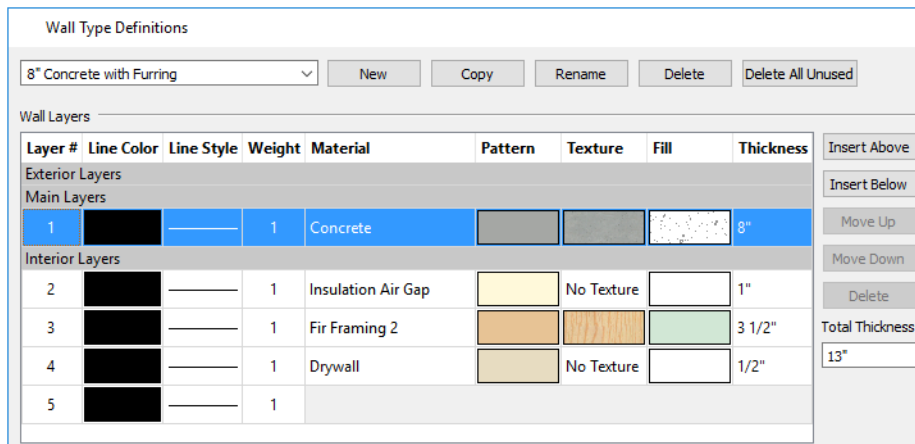 Wall Type Definitions
8" Concrete with Furring New Copy Rename Delete Delete All Unused
Wall Layers
Layer # Line Color Line Style Weight Material Pattern Texture Fill Thickness Insert Above
Exterior Layers
Insert Below
Main Layers
1 1 Concrete 8" Move Up
Interior Layers Move Down
2 1 Insulation Air Gap No Texture 1" Delete
3 1 Fir Framing 2 3 1/2" Total Thickness
4 1 Drywall No Texture 1/2" 13"
5 1